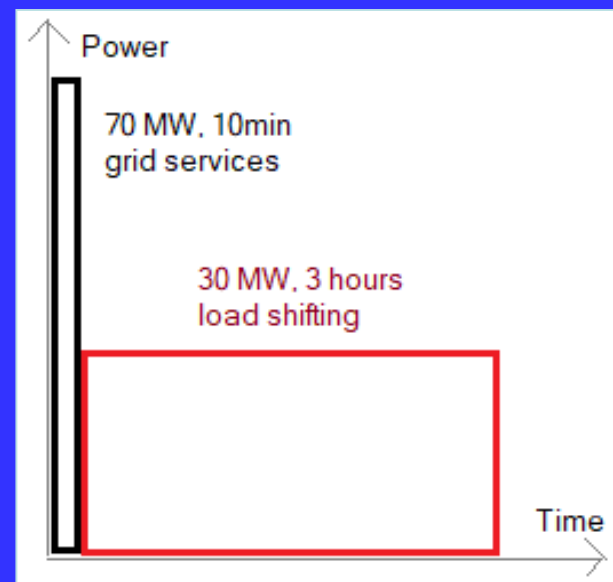 Power
70 MW, 10min
grid services
30 MW, 3 hours
load shifting
Time